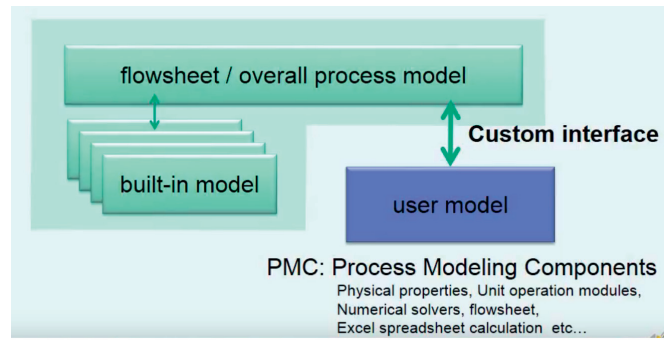 flowsheet / overall process model
Custom interface
built-in model
user model
PMC: Process Modeling Components
Physical properties, Unit operation modules,
Numerical solvers, flowsheet,
Excel spreadsheet calculation etc...